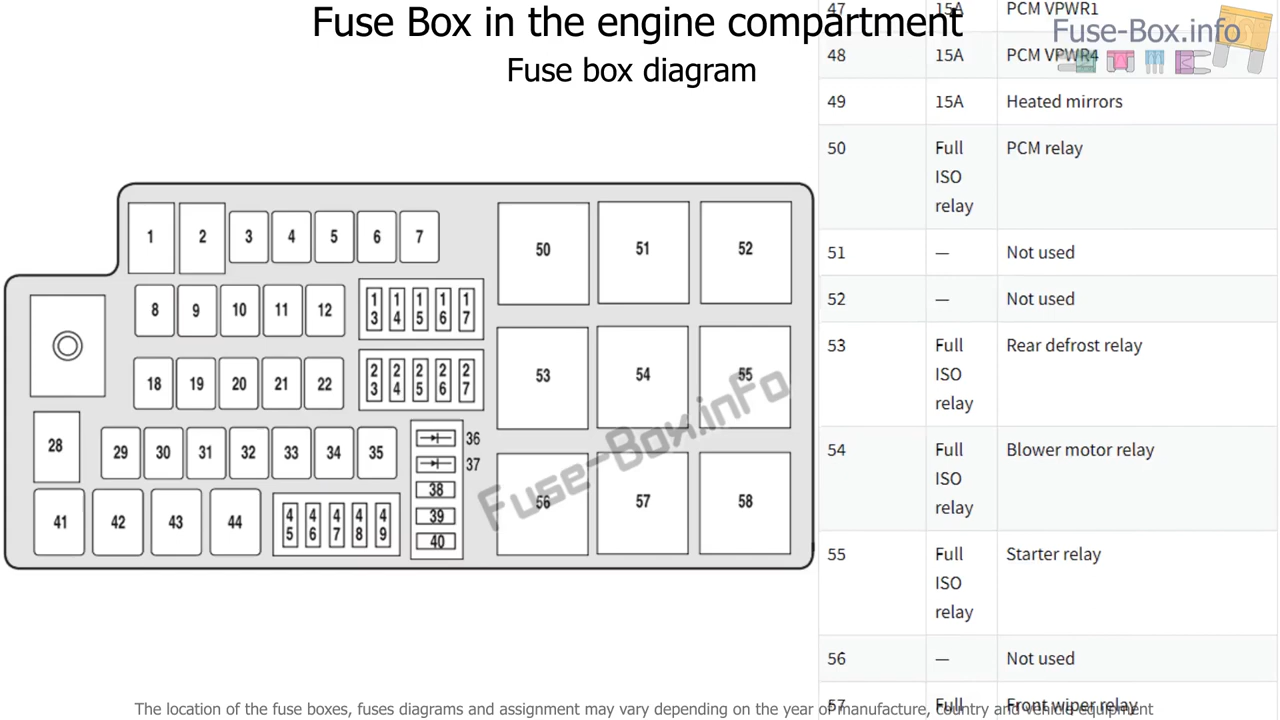 Fuse Box in the engine compartment
Fuse box diagram
Fuse-Box.info
1 2 3 4 5 6 7
8 9 10 11 12
13 14 15 16 17
18 19 20 21 22
23 24 25 26 27
28 29 30 31 32 33 34 35
36
37
38
39
40
41 42 43 44
45 46 47 48 49
50 51 52
53 54 55
56 57 58
Fuse-Box.info
47 15A PCM VPWR1
48 15A PCM VPWR4
49 15A Heated mirrors
50 Full PCM relay
ISO
relay
51 — Not used
52 — Not used
53 Full Rear defrost relay
ISO
relay
54 Full Blower motor relay
ISO
relay
55 Full Starter relay
ISO
relay
56 — Not used
57 Full Front wiper relay
The location of the fuse boxes, fuses diagrams and assignment may vary depending on the year of manufacture, country and vehicle equipment